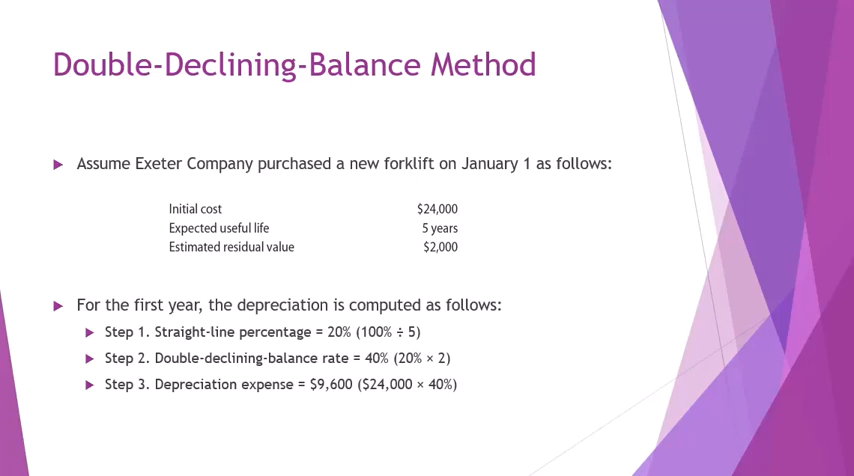 Double-Declining-Balance Method
Assume Exeter Company purchased a new forklift on January 1 as follows:
Initial cost $24,000
Expected useful life 5 years
Estimated residual value $2,000
For the first year, the depreciation is computed as follows:
Step 1. Straight-line percentage = 20% (100% ÷ 5)
Step 2. Double-declining-balance rate = 40% (20% × 2)
Step 3. Depreciation expense = $9,600 ($24,000 × 40%)